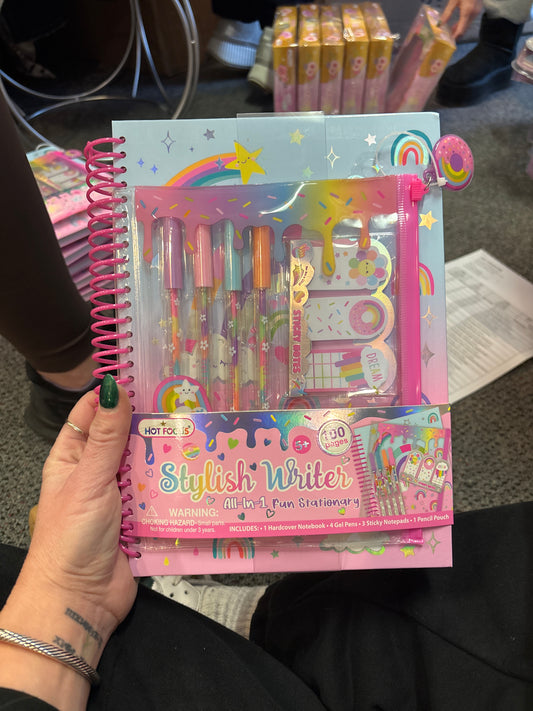 STICKY NOTES
DREAM
HOT FOCUS
5+
100
pages
Stylish Writer
All-In-1 Fun Stationary
WARNING:
CHOKING HAZARD-Small parts.
Not for children under 3 years.
INCLUDES: • 1 Hardcover Notebook • 4 Gel Pens • 3 Sticky Notepads • 1 Pencil Pouch